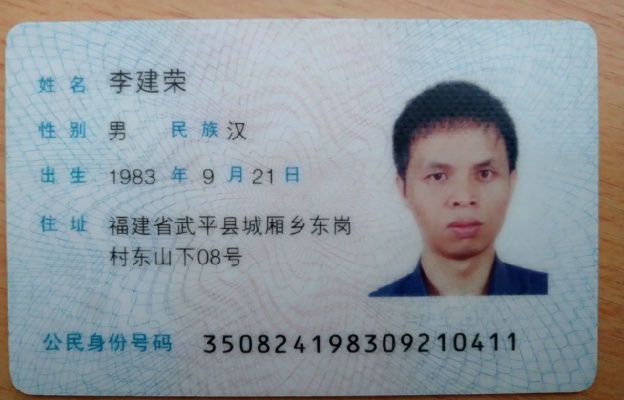 姓名 李建荣
性别 男 民族 汉
出生 1983 年 9 月 21 日
住址 福建省武平县城厢乡东岗
村东山下08号
公民身份号码 350824198309210411